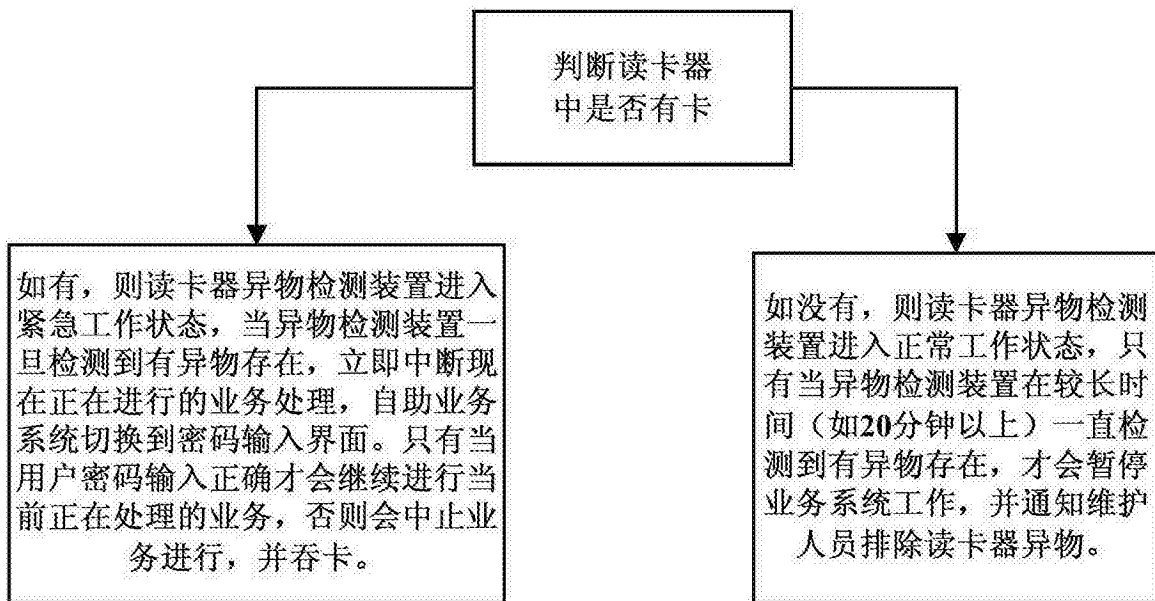 判断读卡器
中是否有卡
如有，则读卡器异物检测装置进入
紧急工作状态，当异物检测装置一
旦检测到有异物存在，立即中断现
在正在进行的业务处理，自助业务
系统切换到密码输入界面。只有当
用户密码输入正确才会继续进行当
前正在处理的业务，否则会中止业
务进行，并吞卡。
如没有，则读卡器异物检测
装置进入正常工作状态，只
有当异物检测装置在较长时
间（如20分钟以上）一直检
测到有异物存在，才会暂停
业务系统工作，并通知维护
人员排除读卡器异物。